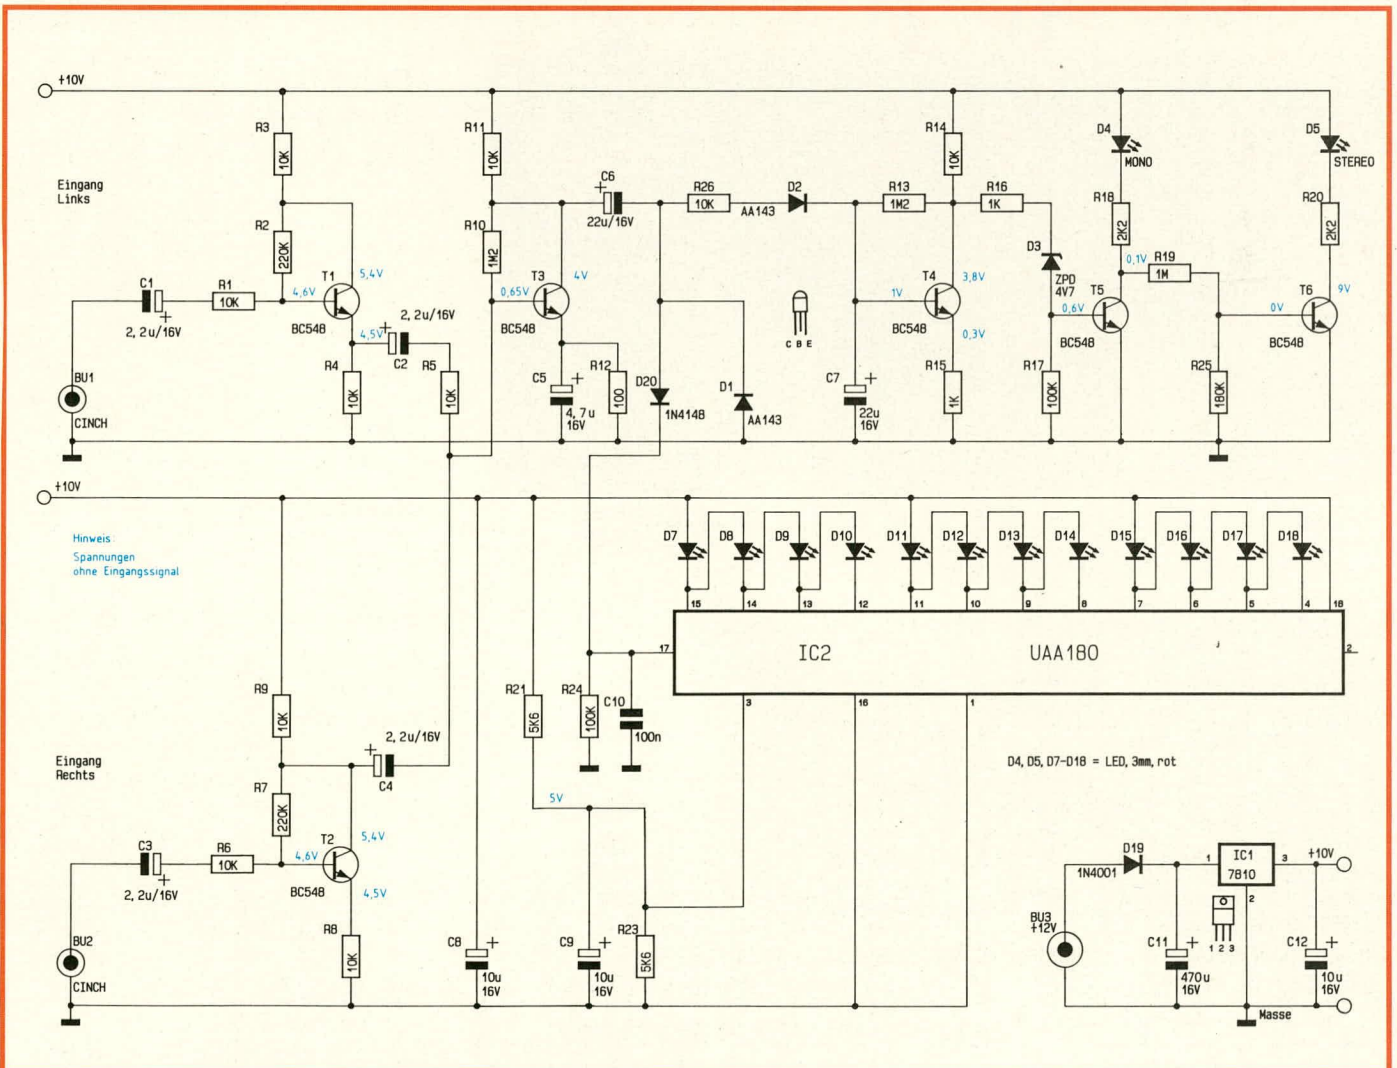 +10V
R3
10K
R11
10K
R14
10K
D4
MONO
D5
STEREO
Eingang
Links
R2
220K
R10
1M2
C6
+
22u/16V
R26
10K
D2
AA143
R13
1M2
R16
1K
R18
2K2
R20
2K2
C1
+
2,2u/16V
R1
10K
4,6V
T1
5,4V
BC548
4,5V
2,2u/16V
+
C2
0,65V
T3
4V
BC548
C B E
1V
T4
3,8V
BC548
0,3V
D3
ZPD
4V7
0,6V
T5
BC548
0,1V
R19
1M
0V
T6
9V
BC548
BU1
CINCH
R4
10K
R5
10K
C5
+
4,7u
16V
R12
100
D20
1N4148
D1
AA143
C7
+
22u
16V
R15
1K
R17
100K
R25
180K
+10V
Hinweis:
Spannungen
ohne Eingangssignal
D7
D8
D9
D10
D11
D12
D13
D14
D15
D16
D17
D18
15
14
13
12
11
10
9
8
7
6
5
4
18
17
IC2
UAA180
2
3
16
1
R9
10K
R21
5K6
R24
100K
C10
100n
Eingang
Rechts
R7
220K
2,2u/16V
+
C4
5V
D4, D5, D7-D18 = LED, 3mm, rot
C3
+
2,2u/16V
R6
10K
4,6V
T2
5,4V
BC548
4,5V
BU2
CINCH
R8
10K
C8
+
10u
16V
C9
+
10u
16V
R23
5K6
D19
1N4001
1
IC1
7810
3
+10V
2
BU3
+12V
C11
+
470u
16V
1 2 3
C12
+
10u
16V
Masse